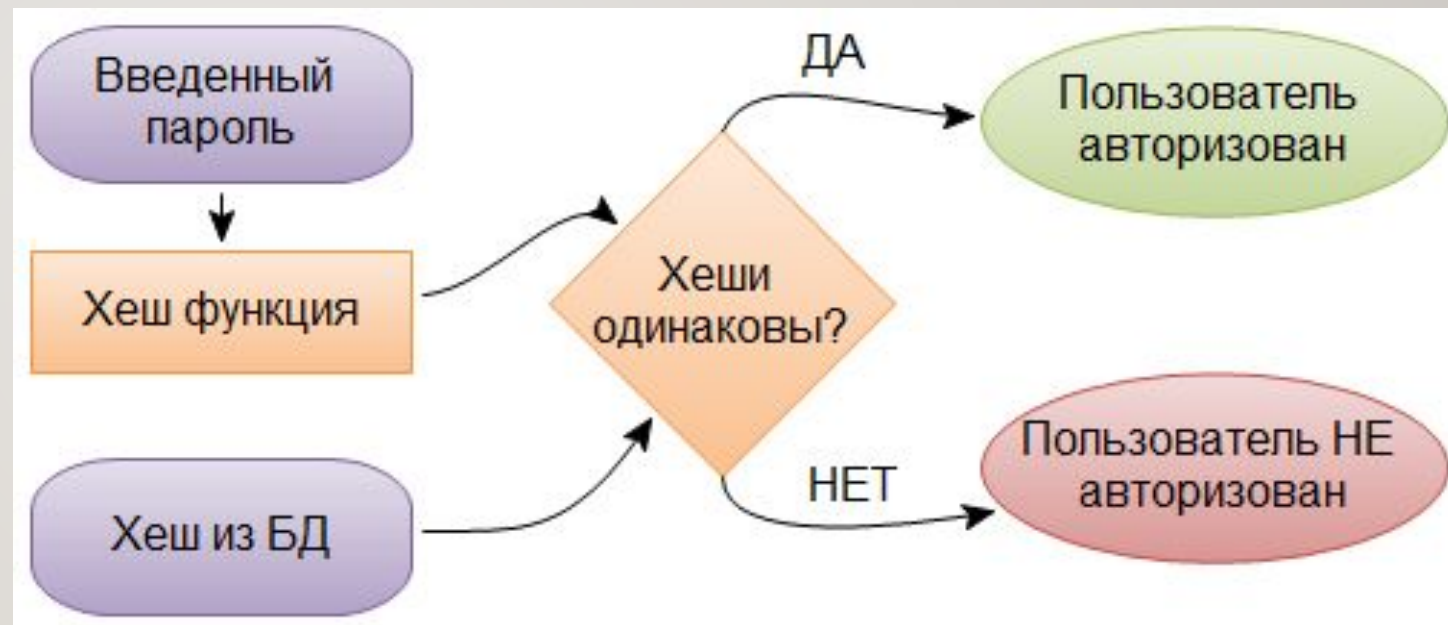 Введенный
пароль
Хеш функция
Хеш из БД
Хеши
одинаковы?
ДА
Пользователь
авторизован
НЕТ
Пользователь НЕ
авторизован